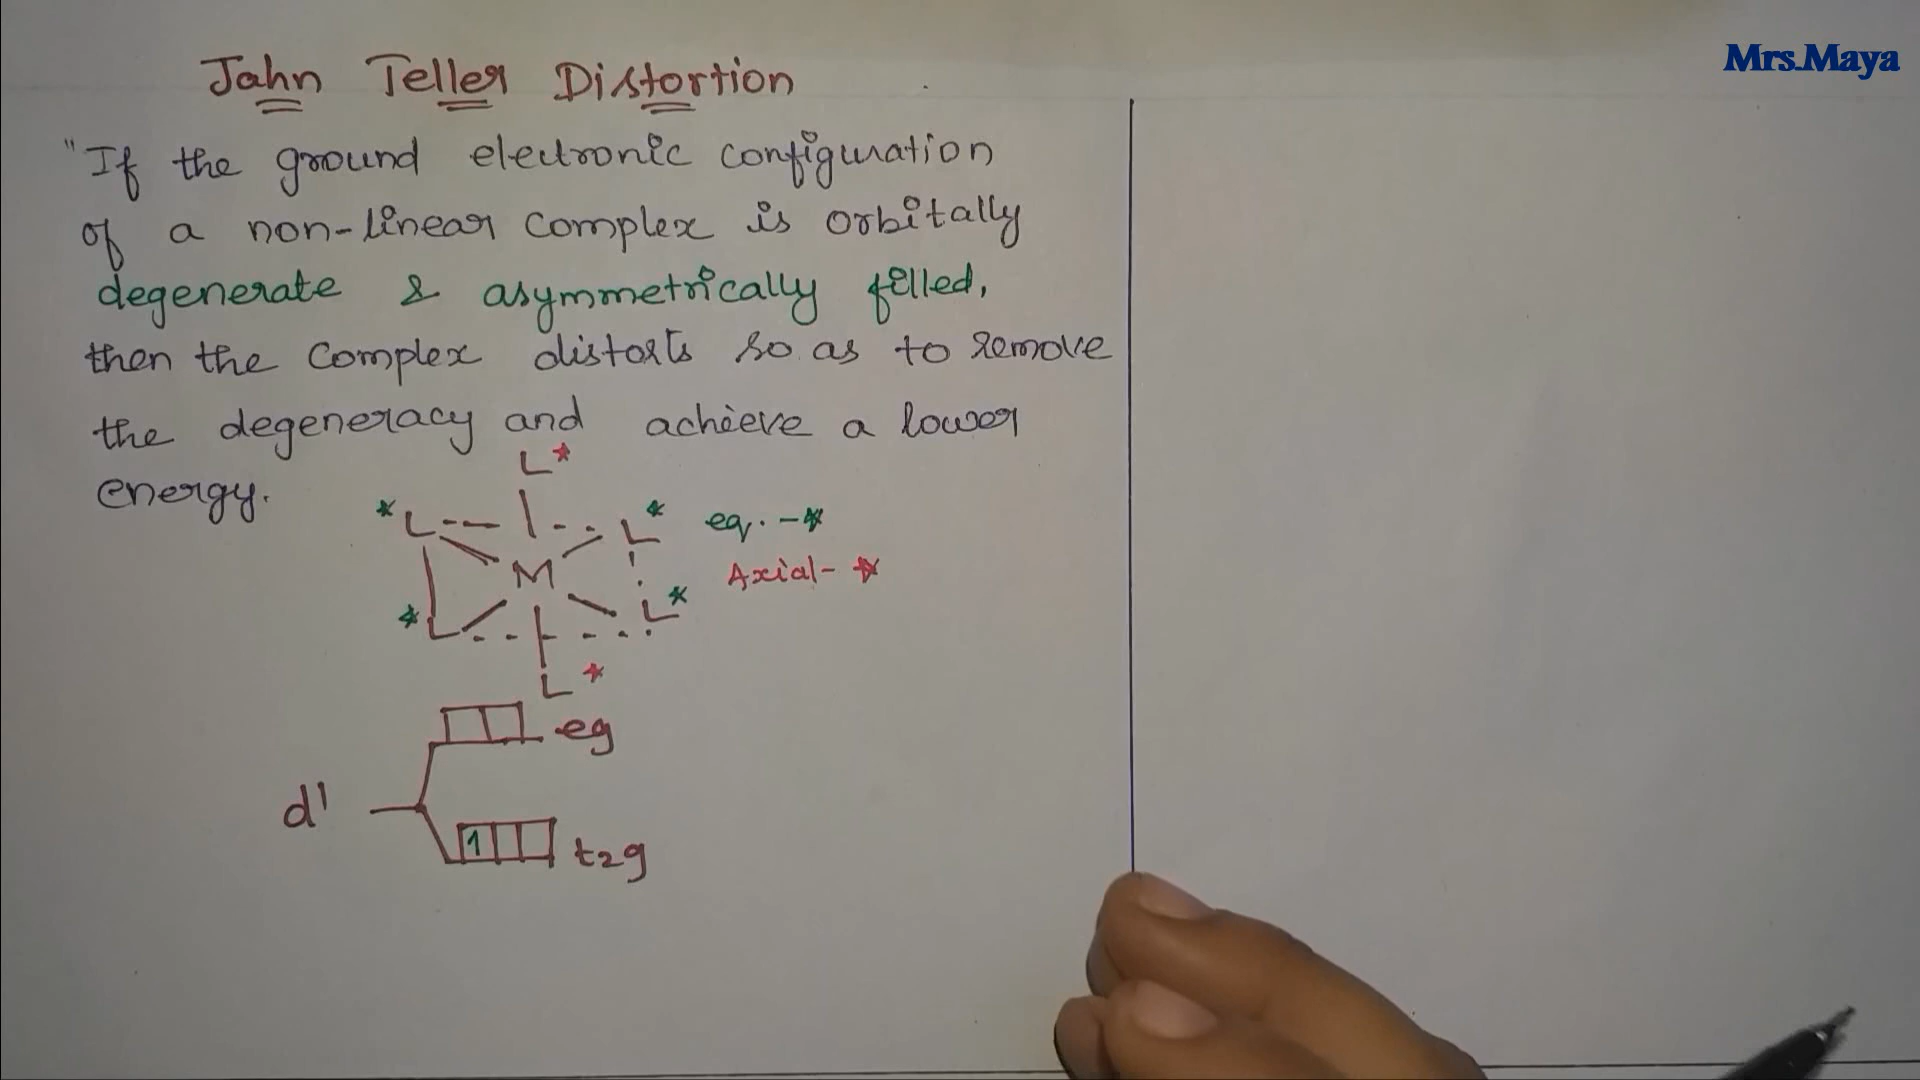 Mrs.Maya
Jahn Teller Distortion
"If the ground electronic configuration
of a non-linear complex is orbitally
degenerate & asymmetrically filled,
then the complex distorts so as to remove
the degeneracy and achieve a lower
energy.
L*
*L L* eq. - *
M Axial - *
*L L*
L*
eg
d1
1 t2g